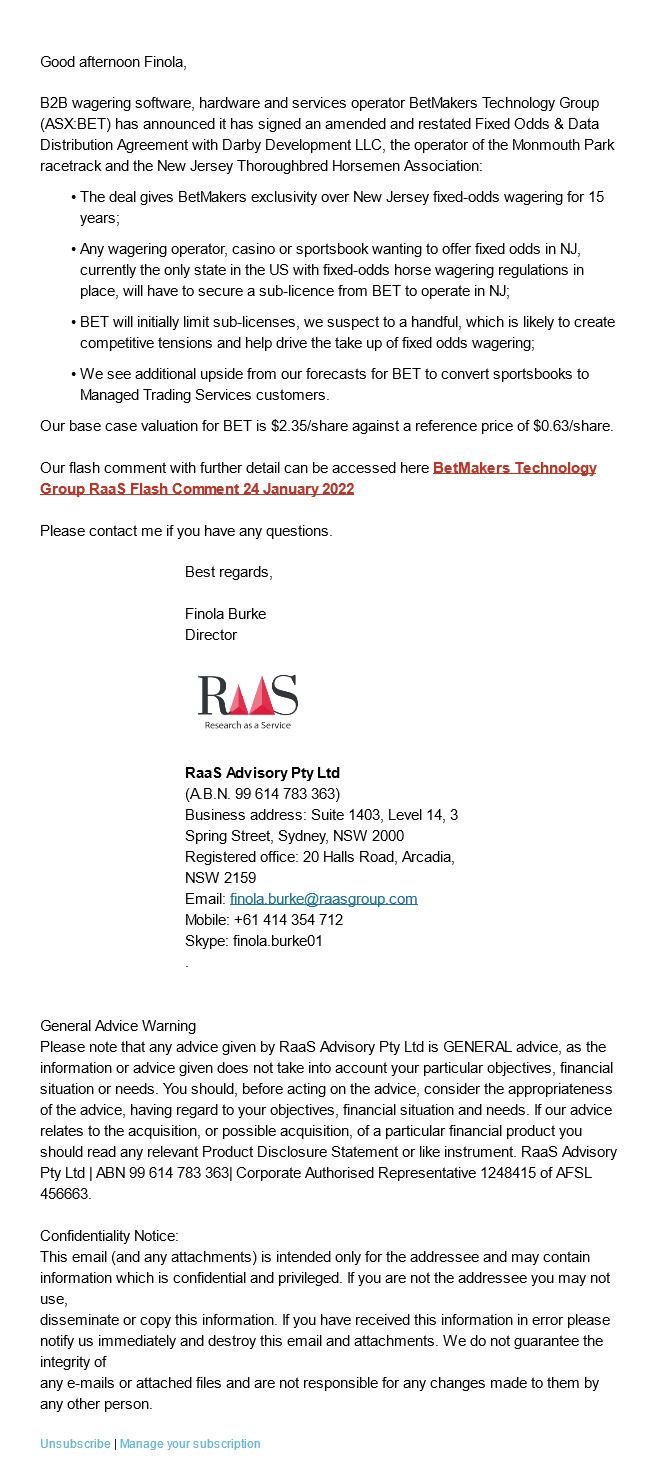 Good afternoon Finola,
B2B wagering software, hardware and services operator BetMakers Technology Group
(ASX:BET) has announced it has signed an amended and restated Fixed Odds & Data
Distribution Agreement with Darby Development LLC, the operator of the Monmouth Park
racetrack and the New Jersey Thoroughbred Horsemen Association:
• The deal gives BetMakers exclusivity over New Jersey fixed-odds wagering for 15
years;
• Any wagering operator, casino or sportsbook wanting to offer fixed odds in NJ,
currently the only state in the US with fixed-odds horse wagering regulations in
place, will have to secure a sub-licence from BET to operate in NJ;
• BET will initially limit sub-licenses, we suspect to a handful, which is likely to create
competitive tensions and help drive the take up of fixed odds wagering;
• We see additional upside from our forecasts for BET to convert sportsbooks to
Managed Trading Services customers.
Our base case valuation for BET is $2.35/share against a reference price of $0.63/share.
Our flash comment with further detail can be accessed here BetMakers Technology
Group RaaS Flash Comment 24 January 2022
Please contact me if you have any questions.
Best regards,
Finola Burke
Director
RAAS
Research as a Service
RaaS Advisory Pty Ltd
(A.B.N. 99 614 783 363)
Business address: Suite 1403, Level 14, 3
Spring Street, Sydney, NSW 2000
Registered office: 20 Halls Road, Arcadia,
NSW 2159
Email: finola.burke@raasgroup.com
Mobile: +61 414 354 712
Skype: finola.burke01
.
General Advice Warning
Please note that any advice given by RaaS Advisory Pty Ltd is GENERAL advice, as the
information or advice given does not take into account your particular objectives, financial
situation or needs. You should, before acting on the advice, consider the appropriateness
of the advice, having regard to your objectives, financial situation and needs. If our advice
relates to the acquisition, or possible acquisition, of a particular financial product you
should read any relevant Product Disclosure Statement or like instrument. RaaS Advisory
Pty Ltd | ABN 99 614 783 363| Corporate Authorised Representative 1248415 of AFSL
456663.
Confidentiality Notice:
This email (and any attachments) is intended only for the addressee and may contain
information which is confidential and privileged. If you are not the addressee you may not
use,
disseminate or copy this information. If you have received this information in error please
notify us immediately and destroy this email and attachments. We do not guarantee the
integrity of
any e-mails or attached files and are not responsible for any changes made to them by
any other person.
Unsubscribe | Manage your subscription